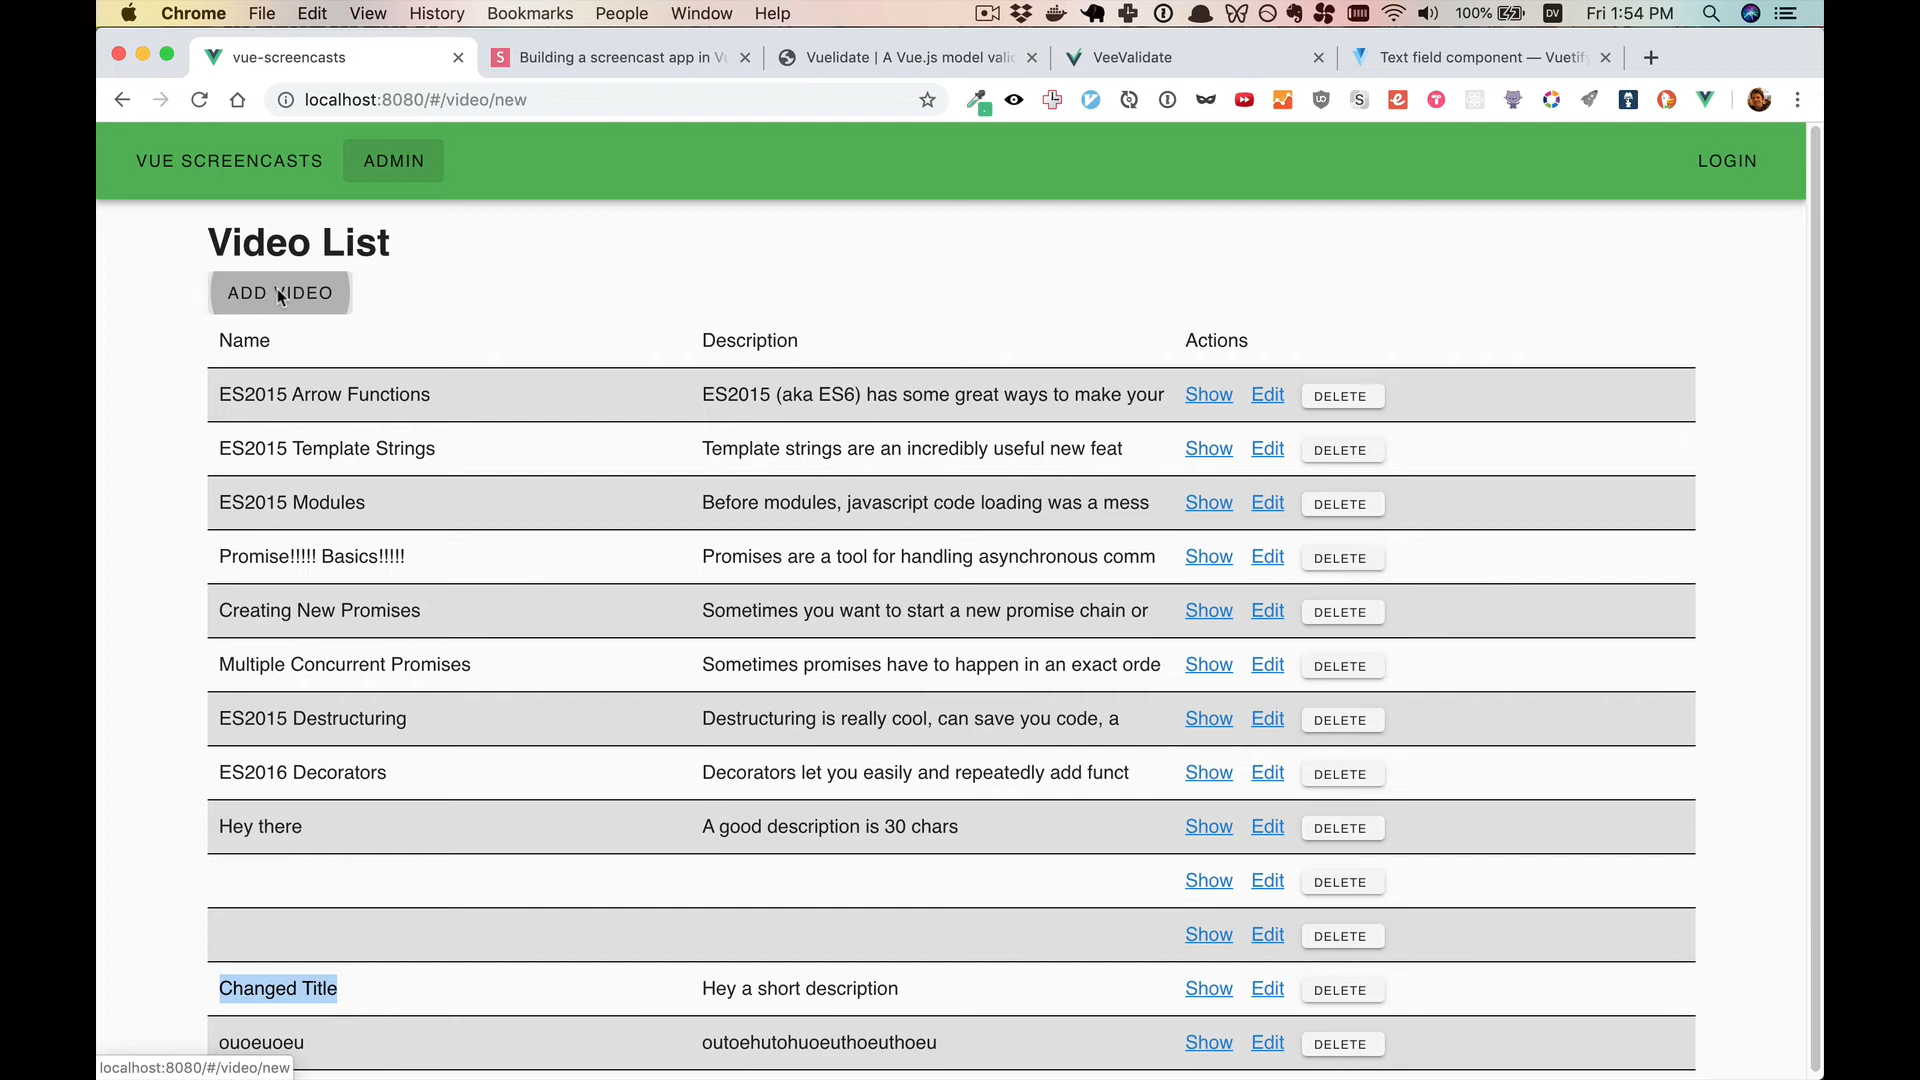 Chrome File Edit View History Bookmarks People Window Help 100% DV Fri 1:54 PM
vue-screencasts Building a screencast app in Vu Vuelidate | A Vue.js model valid VeeValidate Text field component — Vuetify
localhost:8080/#/video/new
VUE SCREENCASTS ADMIN LOGIN
Video List
ADD VIDEO
Name Description Actions
ES2015 Arrow Functions ES2015 (aka ES6) has some great ways to make your Show Edit DELETE
ES2015 Template Strings Template strings are an incredibly useful new feat Show Edit DELETE
ES2015 Modules Before modules, javascript code loading was a mess Show Edit DELETE
Promise!!!!! Basics!!!!! Promises are a tool for handling asynchronous comm Show Edit DELETE
Creating New Promises Sometimes you want to start a new promise chain or Show Edit DELETE
Multiple Concurrent Promises Sometimes promises have to happen in an exact orde Show Edit DELETE
ES2015 Destructuring Destructuring is really cool, can save you code, a Show Edit DELETE
ES2016 Decorators Decorators let you easily and repeatedly add funct Show Edit DELETE
Hey there A good description is 30 chars Show Edit DELETE
Show Edit DELETE
Show Edit DELETE
Changed Title Hey a short description Show Edit DELETE
ouoeuoeu outoehutohuoeuthoeuthoeu Show Edit DELETE
localhost:8080/#/video/new